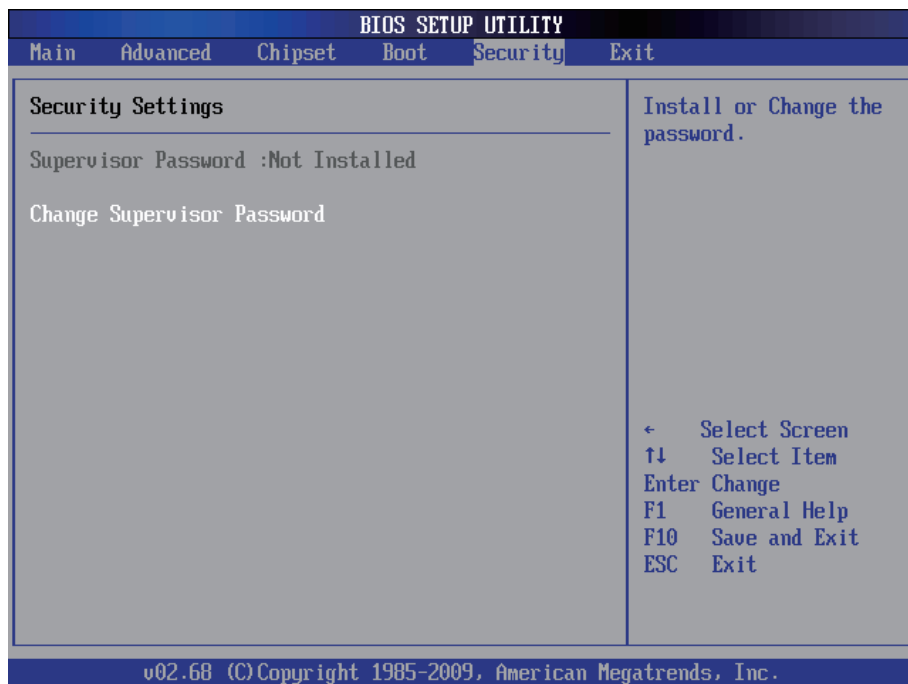 BIOS SETUP UTILITY
Main Advanced Chipset Boot Security Exit
Security Settings
Supervisor Password :Not Installed
Change Supervisor Password
Install or Change the
password.
← Select Screen
↑↓ Select Item
Enter Change
F1 General Help
F10 Save and Exit
ESC Exit
v02.68 (C)Copyright 1985-2009, American Megatrends, Inc.